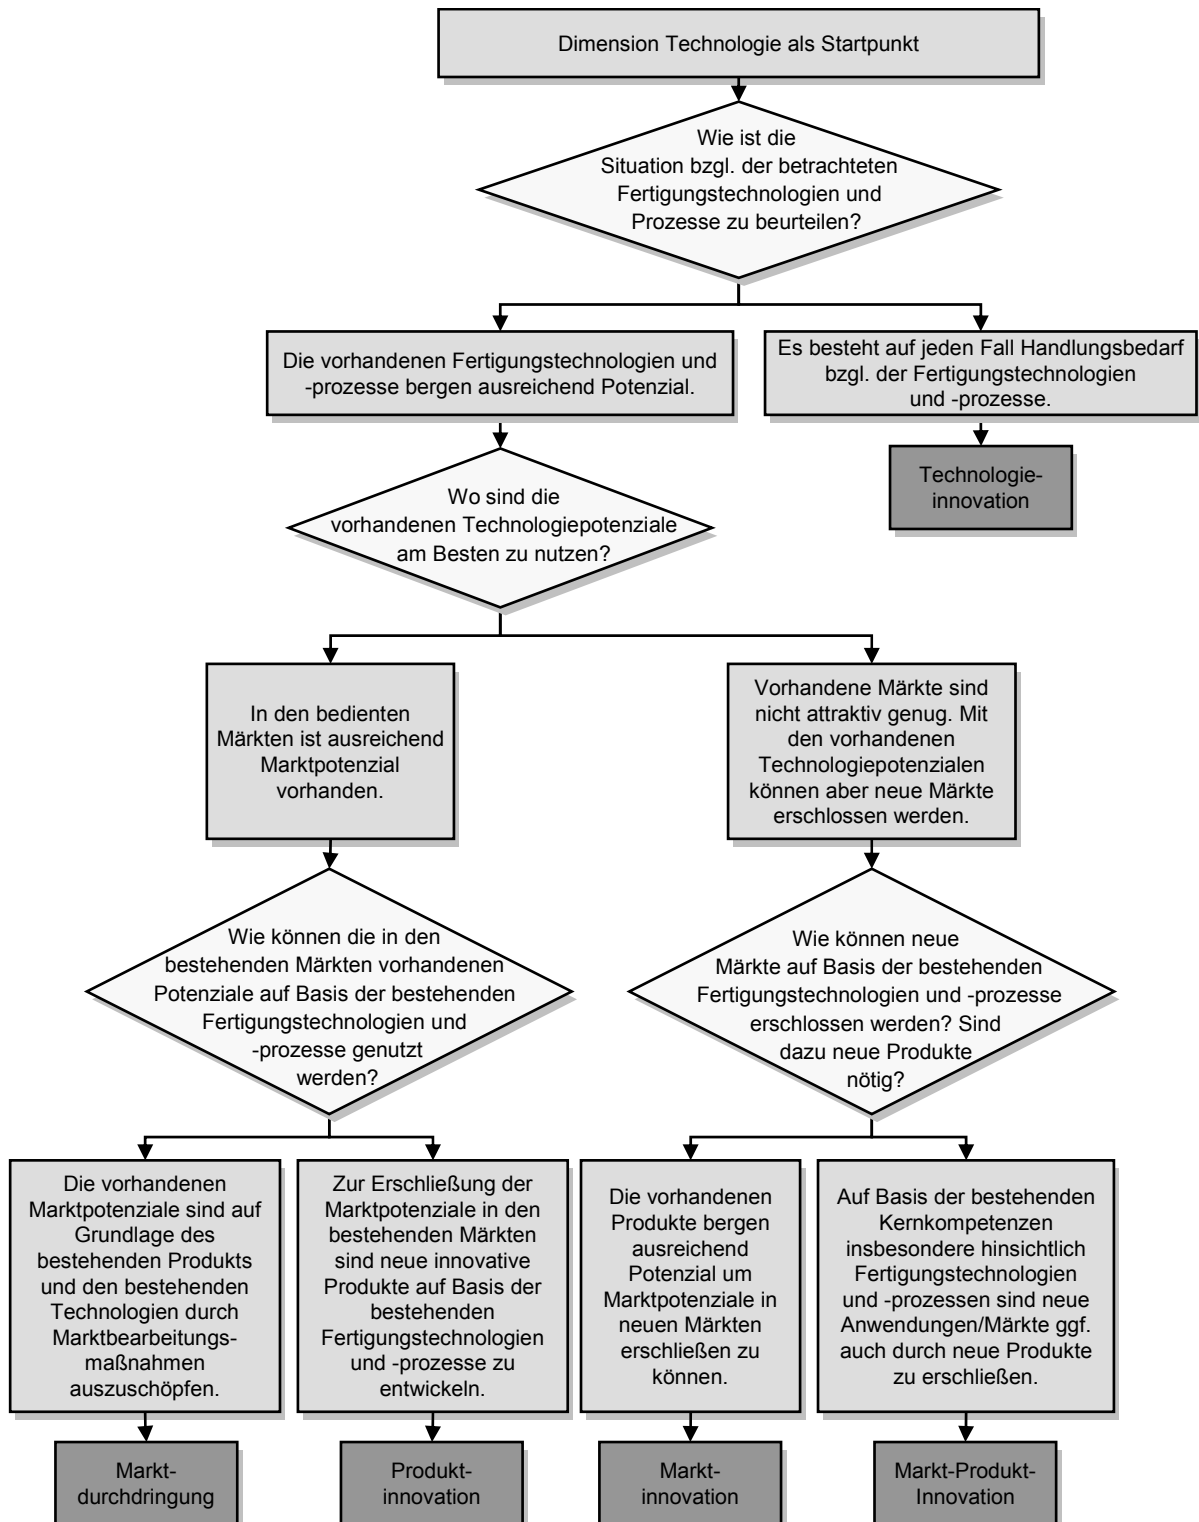 Dimension Technologie als Startpunkt
Wie ist die
Situation bzgl. der betrachteten
Fertigungstechnologien und
Prozesse zu beurteilen?
Die vorhandenen Fertigungstechnologien und
-prozesse bergen ausreichend Potenzial.
Es besteht auf jeden Fall Handlungsbedarf
bzgl. der Fertigungstechnologien
und -prozesse.
Technologie-
innovation
Wo sind die
vorhandenen Technologiepotenziale
am Besten zu nutzen?
In den bedienten
Märkten ist ausreichend
Marktpotenzial
vorhanden.
Vorhandene Märkte sind
nicht attraktiv genug. Mit
den vorhandenen
Technologiepotenzialen
können aber neue Märkte
erschlossen werden.
Wie können die in den
bestehenden Märkten vorhandenen
Potenziale auf Basis der bestehenden
Fertigungstechnologien und
-prozesse genutzt
werden?
Wie können neue
Märkte auf Basis der bestehenden
Fertigungstechnologien und -prozesse
erschlossen werden? Sind
dazu neue Produkte
nötig?
Die vorhandenen
Marktpotenziale sind auf
Grundlage des
bestehenden Produkts
und den bestehenden
Technologien durch
Marktbearbeitungs-
maßnahmen
auszuschöpfen.
Zur Erschließung der
Marktpotenziale in den
bestehenden Märkten
sind neue innovative
Produkte auf Basis der
bestehenden
Fertigungstechnologien
und -prozesse zu
entwickeln.
Die vorhandenen
Produkte bergen
ausreichend
Potenzial um
Marktpotenziale in
neuen Märkten
erschließen zu
können.
Auf Basis der bestehenden
Kernkompetenzen
insbesondere hinsichtlich
Fertigungstechnologien
und -prozessen sind neue
Anwendungen/Märkte ggf.
auch durch neue Produkte
zu erschließen.
Markt-
durchdringung
Produkt-
innovation
Markt-
innovation
Markt-Produkt-
Innovation